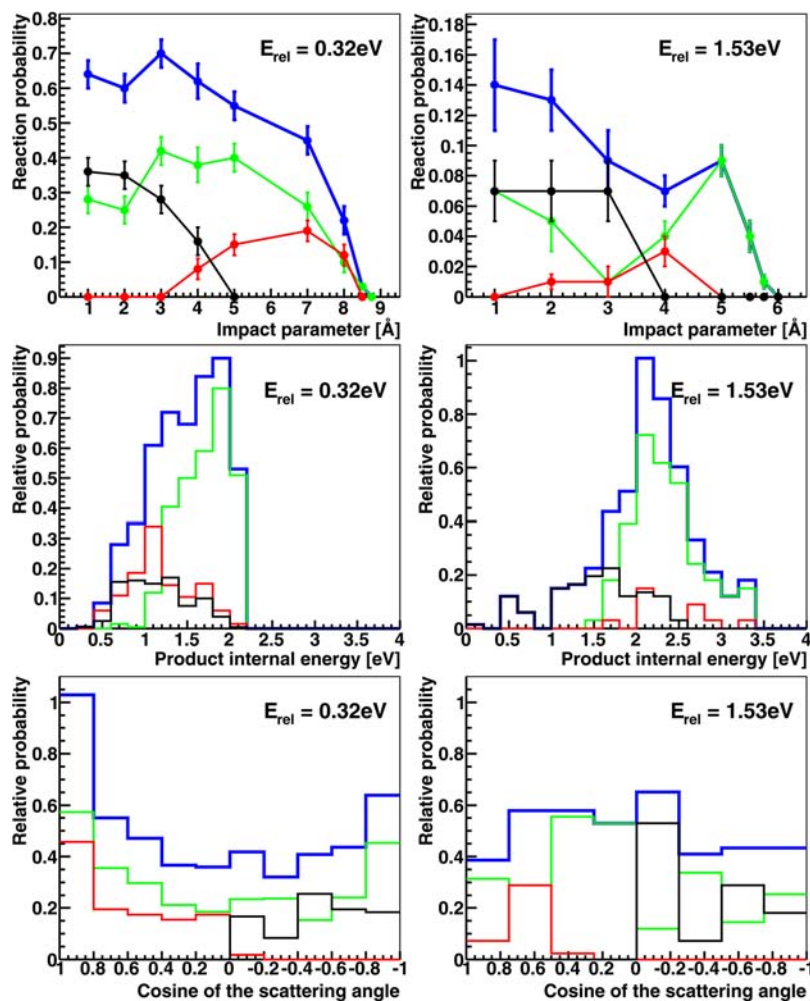 0.8
0.7
0.6
0.5
0.4
0.3
0.2
0.1
0
Reaction probability
E_rel = 0.32eV
1 2 3 4 5 6 7 8 9
Impact parameter [Å]
0.2
0.18
0.16
0.14
0.12
0.1
0.08
0.06
0.04
0.02
0
Reaction probability
E_rel = 1.53eV
1 2 3 4 5 6
Impact parameter [Å]
0.9
0.8
0.7
0.6
0.5
0.4
0.3
0.2
0.1
0
Relative probability
E_rel = 0.32eV
0 0.5 1 1.5 2 2.5 3 3.5 4
Product internal energy [eV]
1
0.8
0.6
0.4
0.2
0
Relative probability
E_rel = 1.53eV
0 0.5 1 1.5 2 2.5 3 3.5 4
Product internal energy [eV]
1
0.8
0.6
0.4
0.2
0
Relative probability
E_rel = 0.32eV
1 0.8 0.6 0.4 0.2 0 -0.2 -0.4 -0.6 -0.8 -1
Cosine of the scattering angle
1
0.8
0.6
0.4
0.2
0
Relative probability
E_rel = 1.53eV
1 0.8 0.6 0.4 0.2 0 -0.2 -0.4 -0.6 -0.8 -1
Cosine of the scattering angle